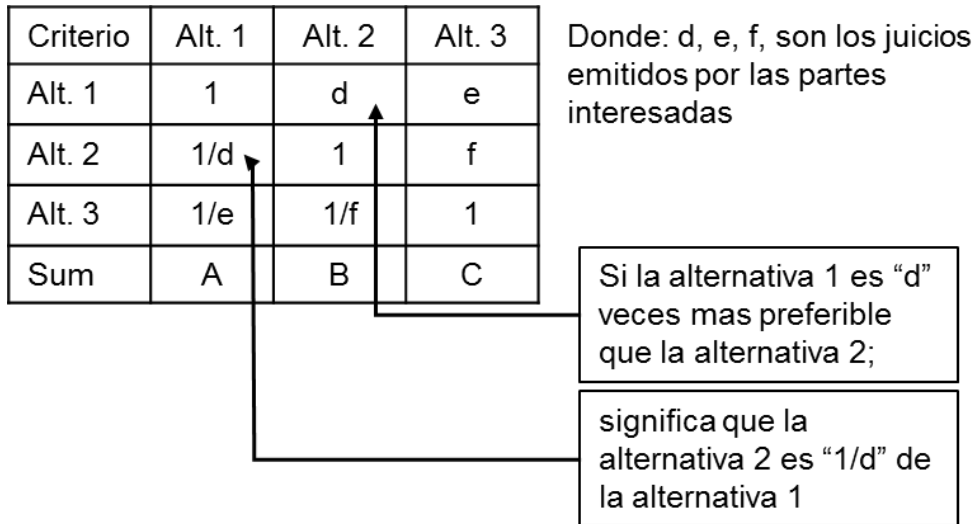 Criterio Alt. 1 Alt. 2 Alt. 3
Alt. 1 1 d e
Alt. 2 1/d 1 f
Alt. 3 1/e 1/f 1
Sum A B C
Donde: d, e, f, son los juicios
emitidos por las partes
interesadas
Si la alternativa 1 es “d”
veces mas preferible
que la alternativa 2;
significa que la
alternativa 2 es “1/d” de
la alternativa 1